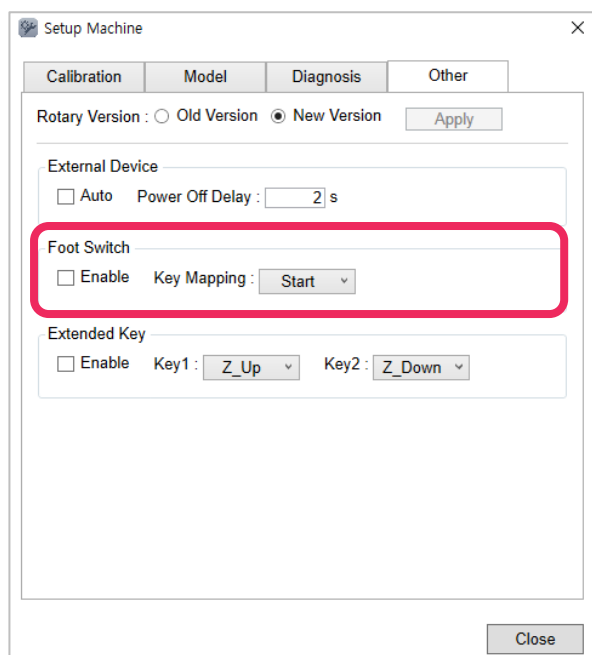 Setup Machine
Calibration Model Diagnosis Other
Rotary Version : Old Version New Version Apply
External Device
Auto Power Off Delay : 2 s
Foot Switch
Enable Key Mapping : Start
Extended Key
Enable Key1 : Z_Up Key2 : Z_Down
Close